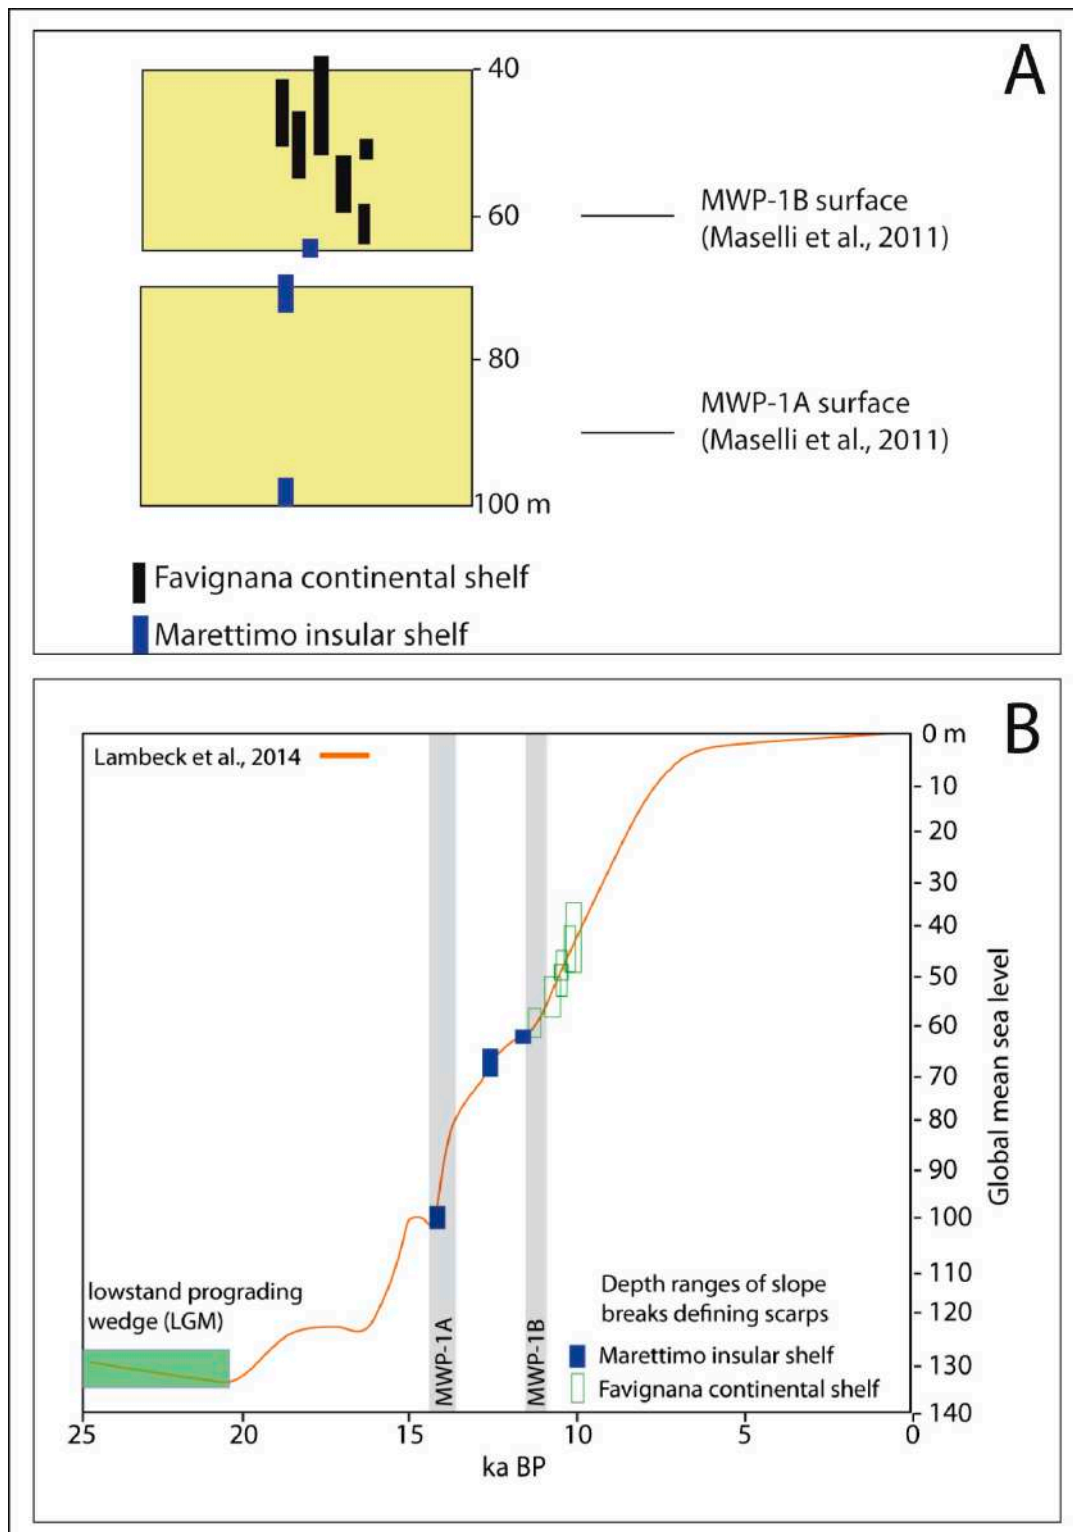 A
40
60
MWP-1B surface
(Maselli et al., 2011)
80
MWP-1A surface
(Maselli et al., 2011)
100 m
Favignana continental shelf
Marettimo insular shelf
B
Lambeck et al., 2014
0 m
10
20
30
40
50
60
70
80
90
100
110
120
130
140
Global mean sea level
lowstand prograding
wedge (LGM)
MWP-1A
MWP-1B
Depth ranges of slope
breaks defining scarps
Marettimo insular shelf
Favignana continental shelf
25
20
15
10
5
0
ka BP